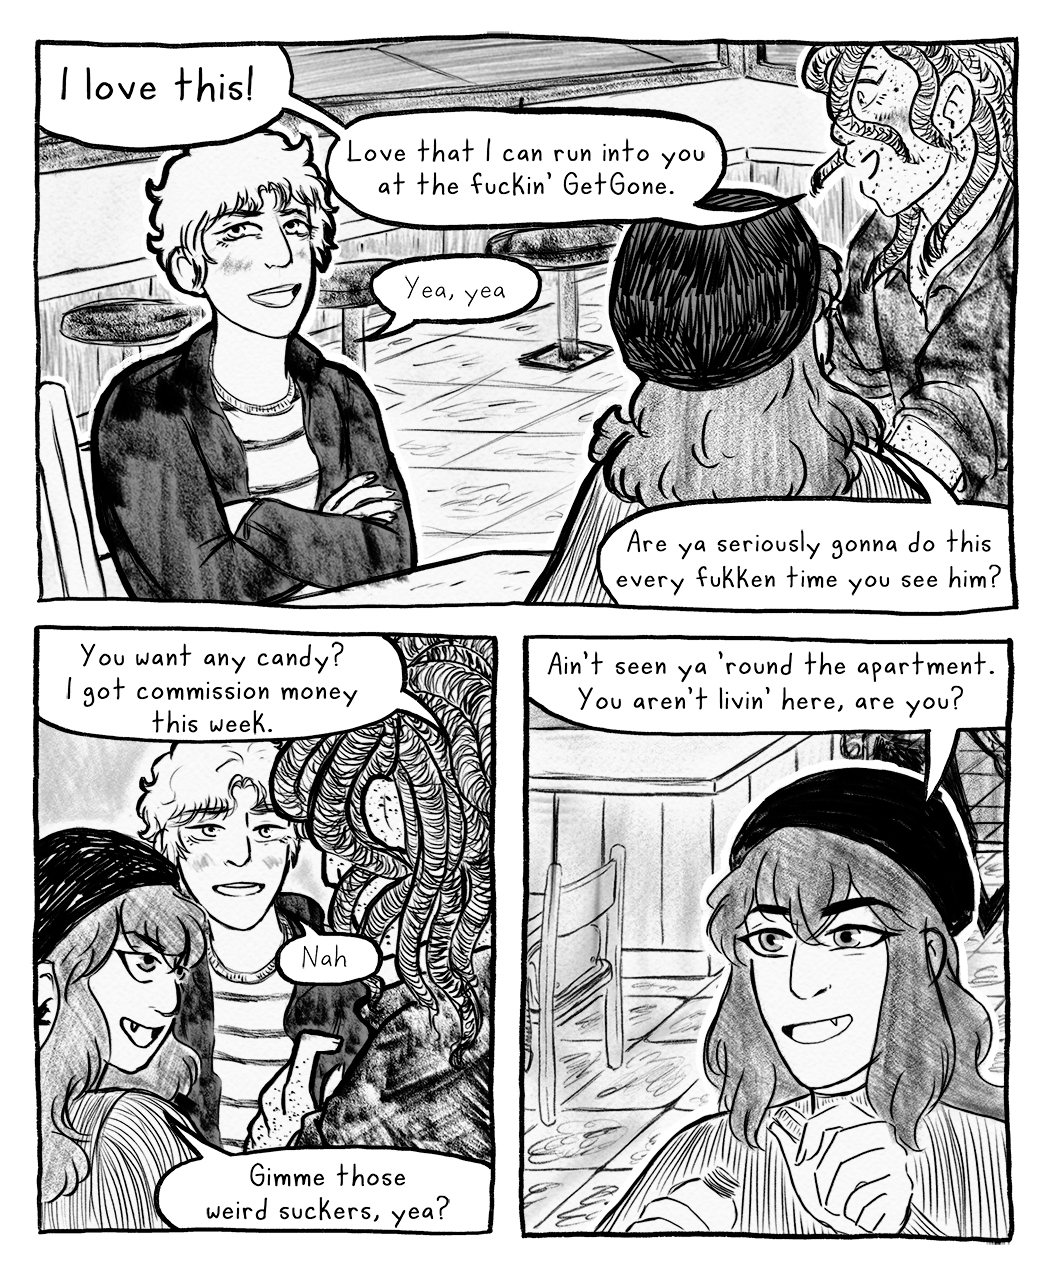 I love this!
Love that I can run into you
at the fuckin' GetGone.
Yea, yea
Are ya seriously gonna do this
every fukken time you see him?
You want any candy?
I got commission money
this week.
Nah
Gimme those
weird suckers, yea?
Ain't seen ya 'round the apartment.
You aren't livin' here, are you?